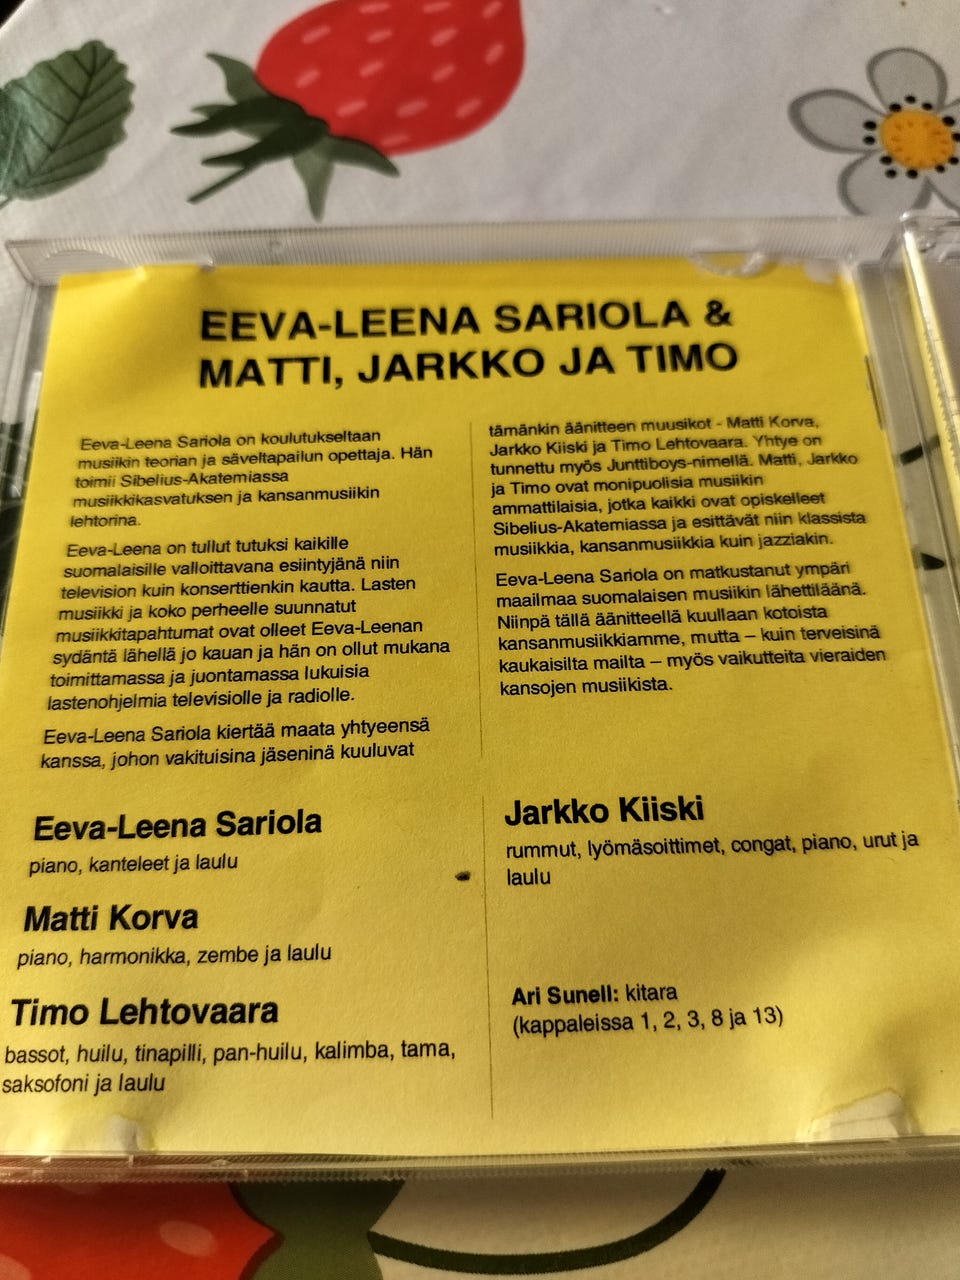 EEVA-LEENA SARIOLA &
MATTI, JARKKO JA TIMO
Eeva-Leena Sariola on koulutukseltaan
musiikin teorian ja säveltapailun opettaja. Hän
toimii Sibelius-Akatemiassa
musiikkikasvatuksen ja kansanmusiikin
lehtorina.
Eeva-Leena on tullut tutuksi kaikille
suomalaisille valloittavana esiintyjänä niin
television kuin konserttienkin kautta. Lasten
musiikki ja koko perheelle suunnatut
musiikkitapahtumat ovat olleet Eeva-Leenan
sydäntä lähellä jo kauan ja hän on ollut mukana
toimittamassa ja juontamassa lukuisia
lastenohjelmia televisiolle ja radiolle.
Eeva-Leena Sariola kiertää maata yhtyeensä
kanssa, johon vakituisina jäseninä kuuluvat
tämänkin äänitteen muusikot - Matti Korva,
Jarkko Kiiski ja Timo Lehtovaara. Yhtye on
tunnettu myös Junttiboys-nimellä. Matti, Jarkko
ja Timo ovat monipuolisia musiikin
ammattilaisia, jotka kaikki ovat opiskelleet
Sibelius-Akatemiassa ja esittävät niin klassista
musiikkia, kansanmusiikkia kuin jazziakin.
Eeva-Leena Sariola on matkustanut ympäri
maailmaa suomalaisen musiikin lähettiläänä.
Niinpä tällä äänitteellä kuullaan kotoista
kansanmusiikkiamme, mutta – kuin terveisinä
kaukaisilta mailta – myös vaikutteita vieraiden
kansojen musiikista.
Eeva-Leena Sariola
piano, kanteleet ja laulu
Matti Korva
piano, harmonikka, zembe ja laulu
Timo Lehtovaara
bassot, huilu, tinapilli, pan-huilu, kalimba, tama,
saksofoni ja laulu
Jarkko Kiiski
rummut, lyömäsoittimet, congat, piano, urut ja
laulu
Ari Sunell: kitara
(kappaleissa 1, 2, 3, 8 ja 13)